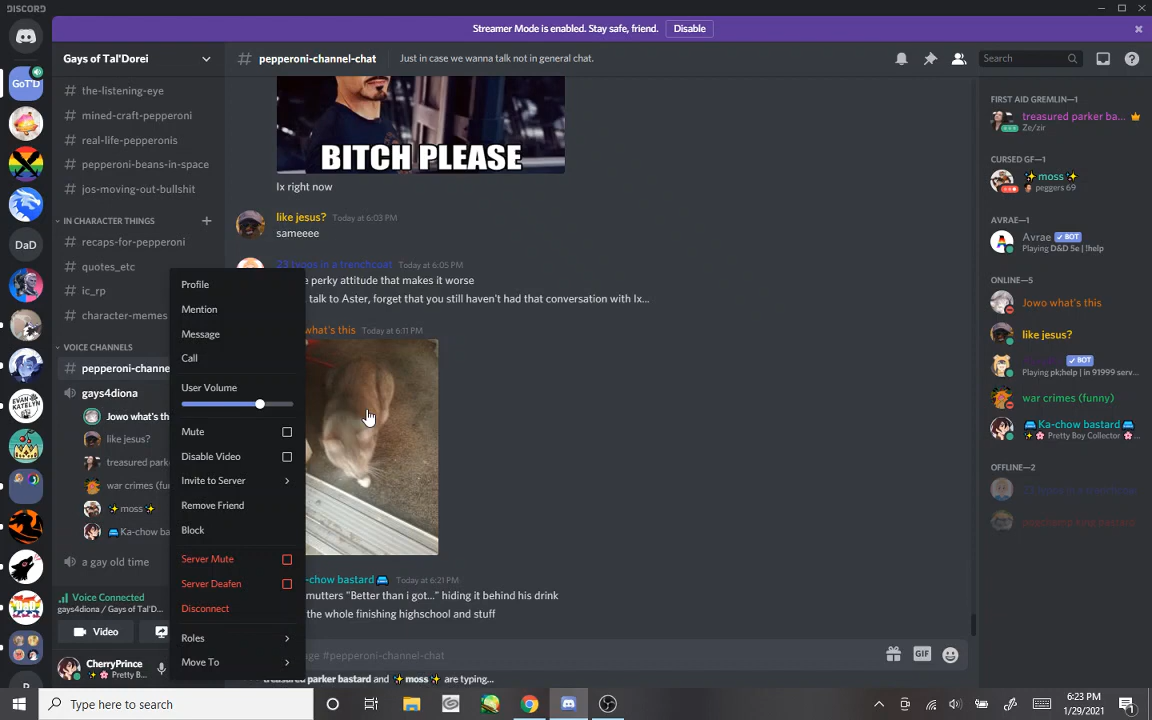 DISCORD
Streamer Mode is enabled. Stay safe, friend.
Disable
GoT'D
DaD
Gays of Tal'Dorei
the-listening-eye
mined-craft-pepperoni
real-life-pepperonis
pepperoni-beans-in-space
jos-moving-out-bullshit
IN CHARACTER THINGS
recaps-for-pepperoni
quotes_etc
ic_rp
character-memes
VOICE CHANNELS
pepperoni-channe
gays4diona
Jowo what's th
like jesus?
treasured park
war crimes (fu
✨moss✨
Ka-chow ba
a gay old time
Voice Connected
gays4diona / Gays of Tal'D...
Video
CherryPrince
✨🌸 Pretty B...
Profile
Mention
Message
Call
User Volume
Mute
Disable Video
Invite to Server
Remove Friend
Block
Server Mute
Server Deafen
Disconnect
Roles
Move To
# pepperoni-channel-chat
Just in case we wanna talk not in general chat.
Search
BITCH PLEASE
Ix right now
like jesus? Today at 6:03 PM
sameeee
23 typos in a trenchcoat Today at 6:05 PM
perky attitude that makes it worse
talk to Aster, forget that you still haven't had that conversation with Ix...
what's this Today at 6:11 PM
-chow bastard Today at 6:21 PM
mutters "Better than i got..." hiding it behind his drink
the whole finishing highschool and stuff
#pepperoni-channel-chat
GIF
treasured parker bastard and ✨moss✨ are typing...
FIRST AID GREMLIN—1
treasured parker ba...
Ze/zir
CURSED GF—1
✨moss✨
peggers 69
AVRAE—1
Avrae ✓ BOT
Playing D&D 5e | !help
ONLINE—5
Jowo what's this
like jesus?
✓ BOT
Playing pk;help | in 91999 serv...
war crimes (funny)
Ka-chow bastard
✨ Pretty Boy Collector 🌸
OFFLINE—2
23 typos in a trenchcoat
Type here to search
6:23 PM
1/29/2021
1